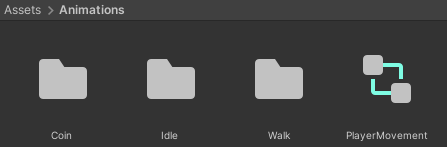 Assets > Animations
Coin Idle Walk PlayerMovement